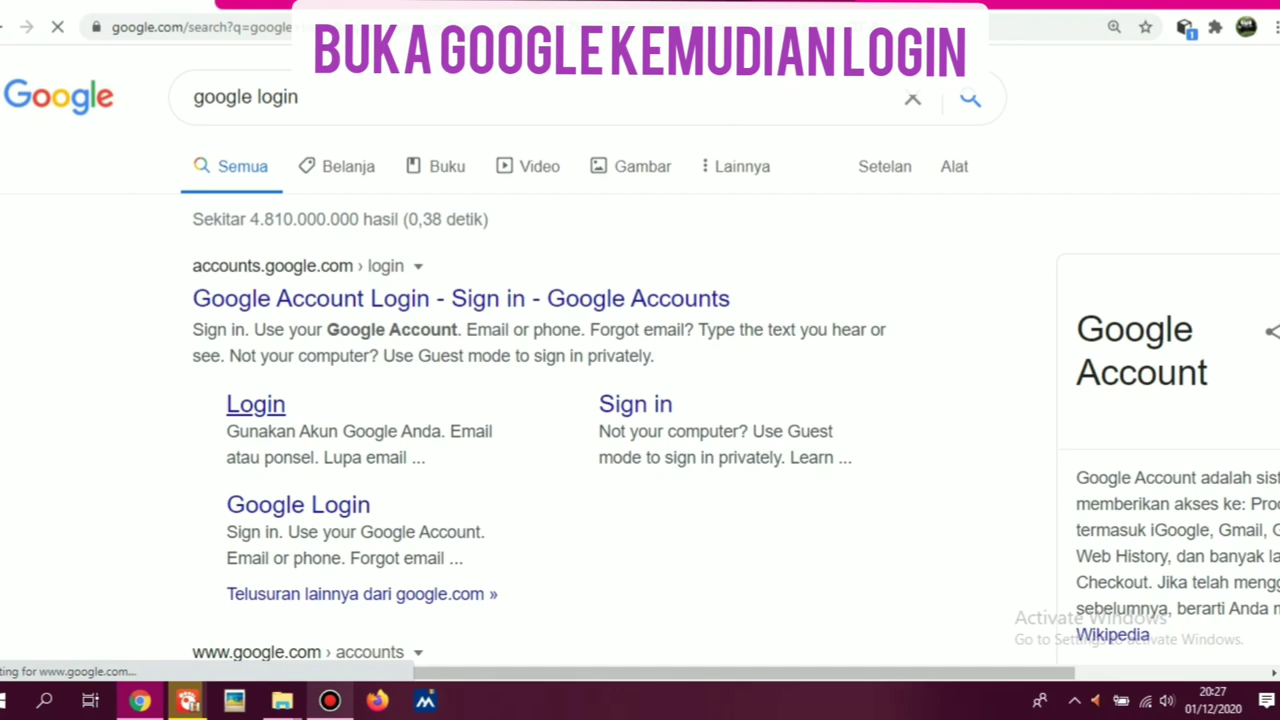 google.com/search?q=google
BUKA GOOGLE KEMUDIAN LOGIN
Google
google login
Semua
Belanja
Buku
Video
Gambar
Lainnya
Setelan
Alat
Sekitar 4.810.000.000 hasil (0,38 detik)
accounts.google.com › login
Google Account Login - Sign in - Google Accounts
Sign in. Use your Google Account. Email or phone. Forgot email? Type the text you hear or
see. Not your computer? Use Guest mode to sign in privately.
Login
Gunakan Akun Google Anda. Email
atau ponsel. Lupa email ...
Sign in
Not your computer? Use Guest
mode to sign in privately. Learn ...
Google Login
Sign in. Use your Google Account.
Email or phone. Forgot email ...
Telusuran lainnya dari google.com »
www.google.com › accounts
Google
Account
Google Account adalah sist
memberikan akses ke: Pro
termasuk iGoogle, Gmail,
Web History, dan banyak la
Checkout. Jika telah mengg
sebelumnya, berarti Anda m
Wikipedia
Activate Windows
Go to Settings to activate Windows.
ting for www.google.com...
1
20:27
01/12/2020